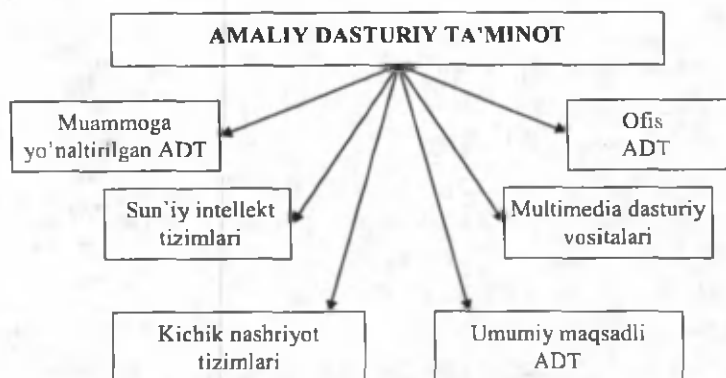 AMALIY DASTURIY TA'MINOT
Muammoga
yo'naltirilgan ADT
Ofis
ADT
Sun'iy intellekt
tizimlari
Multimedia dasturiy
vositalari
Kichik nashriyot
tizimlari
Umumiy maqsadli
ADT